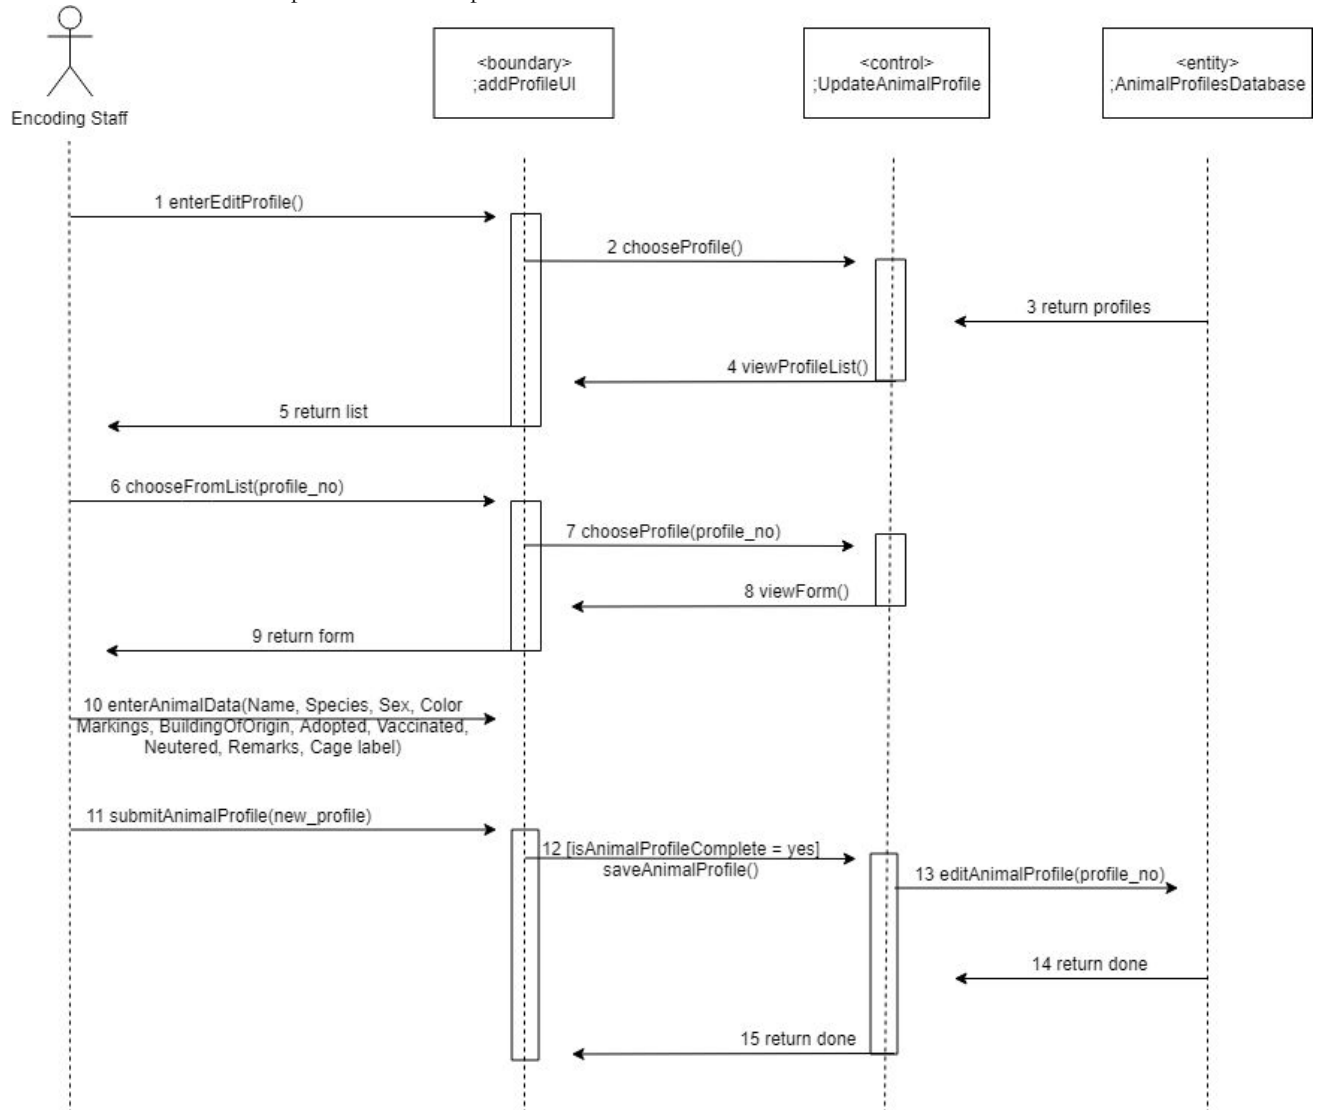 Encoding Staff
<boundary>
;addProfileUI
<control>
;UpdateAnimalProfile
<entity>
;AnimalProfilesDatabase
1 enterEditProfile()
2 chooseProfile()
3 return profiles
4 viewProfileList()
5 return list
6 chooseFromList(profile_no)
7 chooseProfile(profile_no)
8 viewForm()
9 return form
10 enterAnimalData(Name, Species, Sex, Color
Markings, BuildingOfOrigin, Adopted, Vaccinated,
Neutered, Remarks, Cage label)
11 submitAnimalProfile(new_profile)
12 [isAnimalProfileComplete = yes]
saveAnimalProfile()
13 editAnimalProfile(profile_no)
14 return done
15 return done